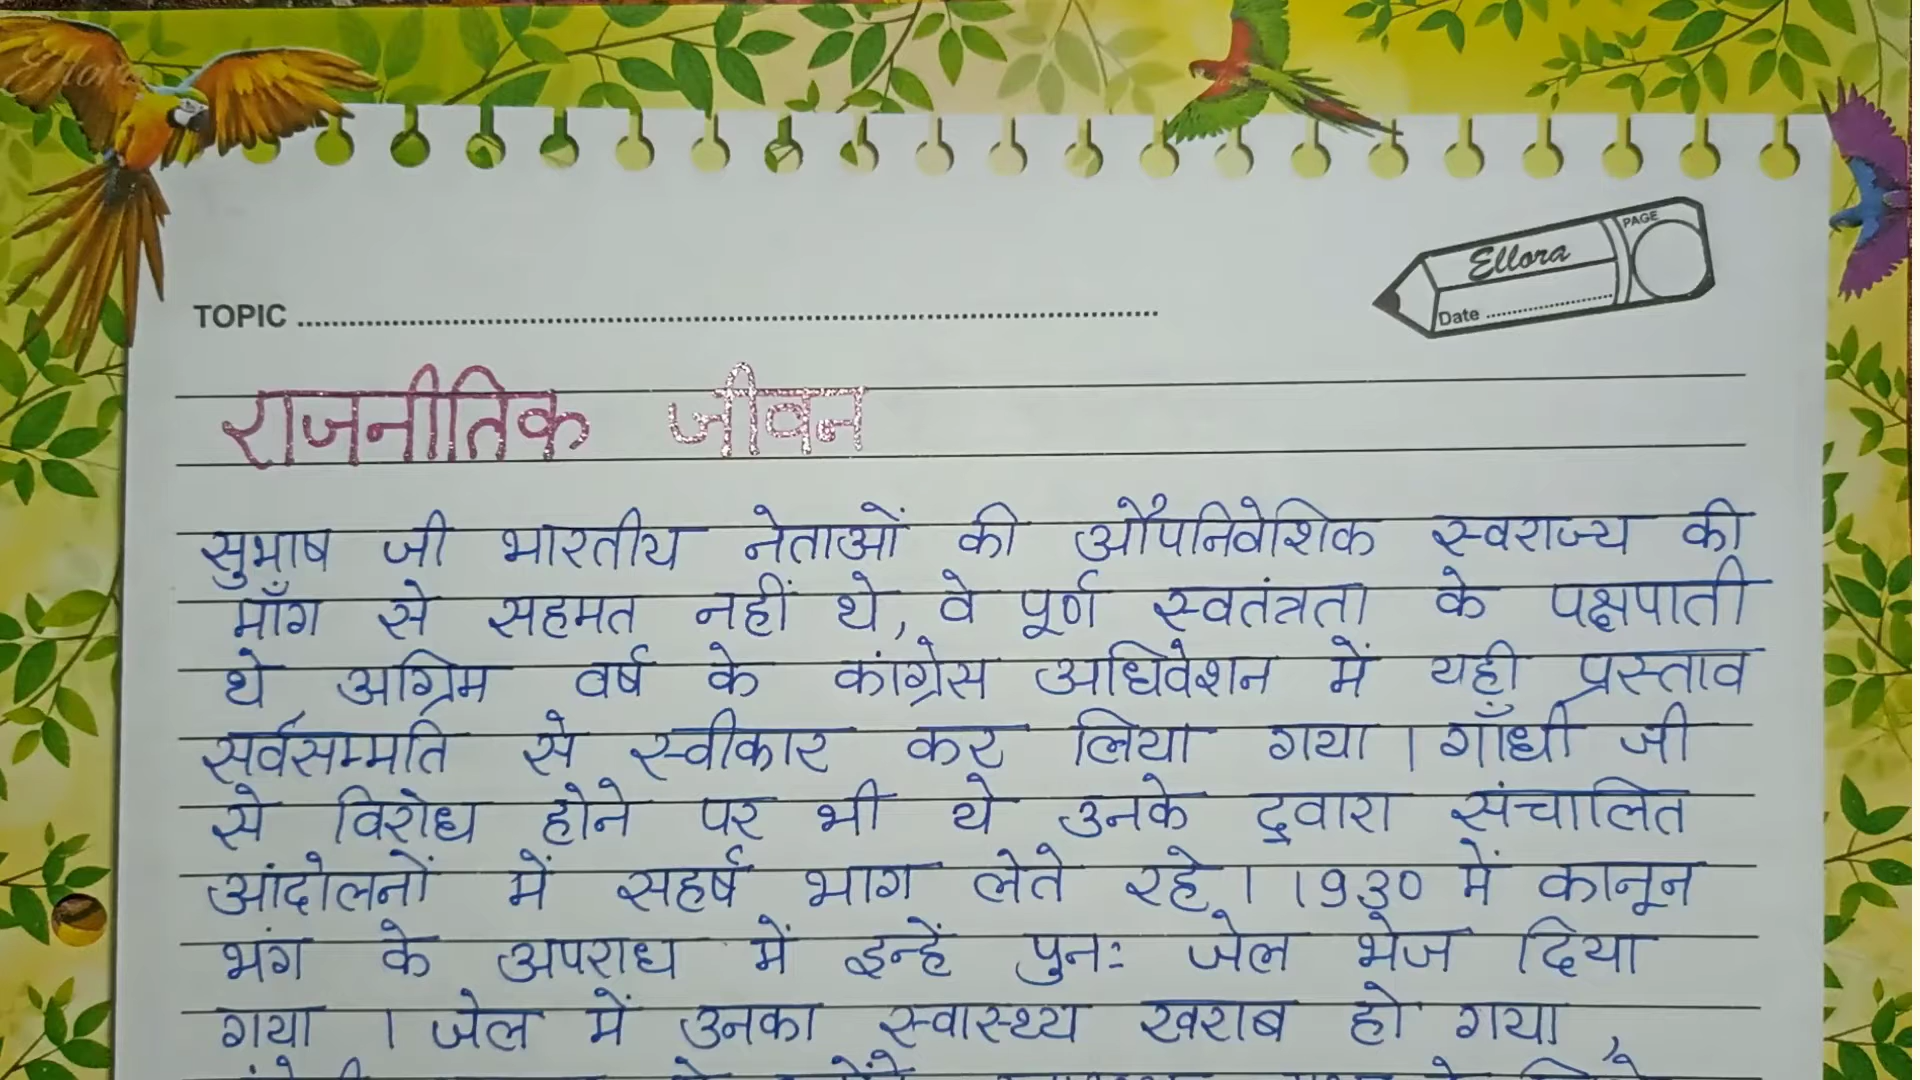 Ellora
PAGE
Ellora
Date
TOPIC
राजनीतिक जीवन
सुभाष जी भारतीय नेताओं की औपनिवेशिक स्वराज्य की
माँग से सहमत नहीं थे, वे पूर्ण स्वतंत्रता के पक्षपाती
थे अग्रिम वर्ष के कांग्रेस अधिवेशन में यही प्रस्ताव
सर्वसम्मति से स्वीकार कर लिया गया । गाँधी जी
से विरोध होने पर भी ये उनके द्वारा संचालित
आंदोलनों में सहर्ष भाग लेते रहे । 1930 में कानून
भंग के अपराध में इन्हें पुनः जेल भेज दिया
गया । जेल में उनका स्वास्थ्य खराब हो गया,